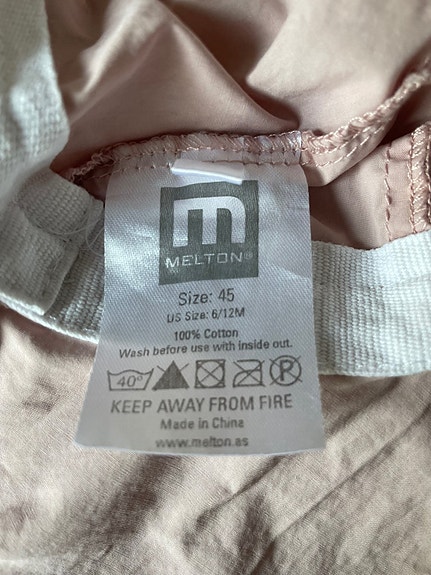 m
MELTON®
Size: 45
US Size: 6/12M
100% Cotton
Wash before use with inside out.
40° P
KEEP AWAY FROM FIRE
Made in China
www.melton.as